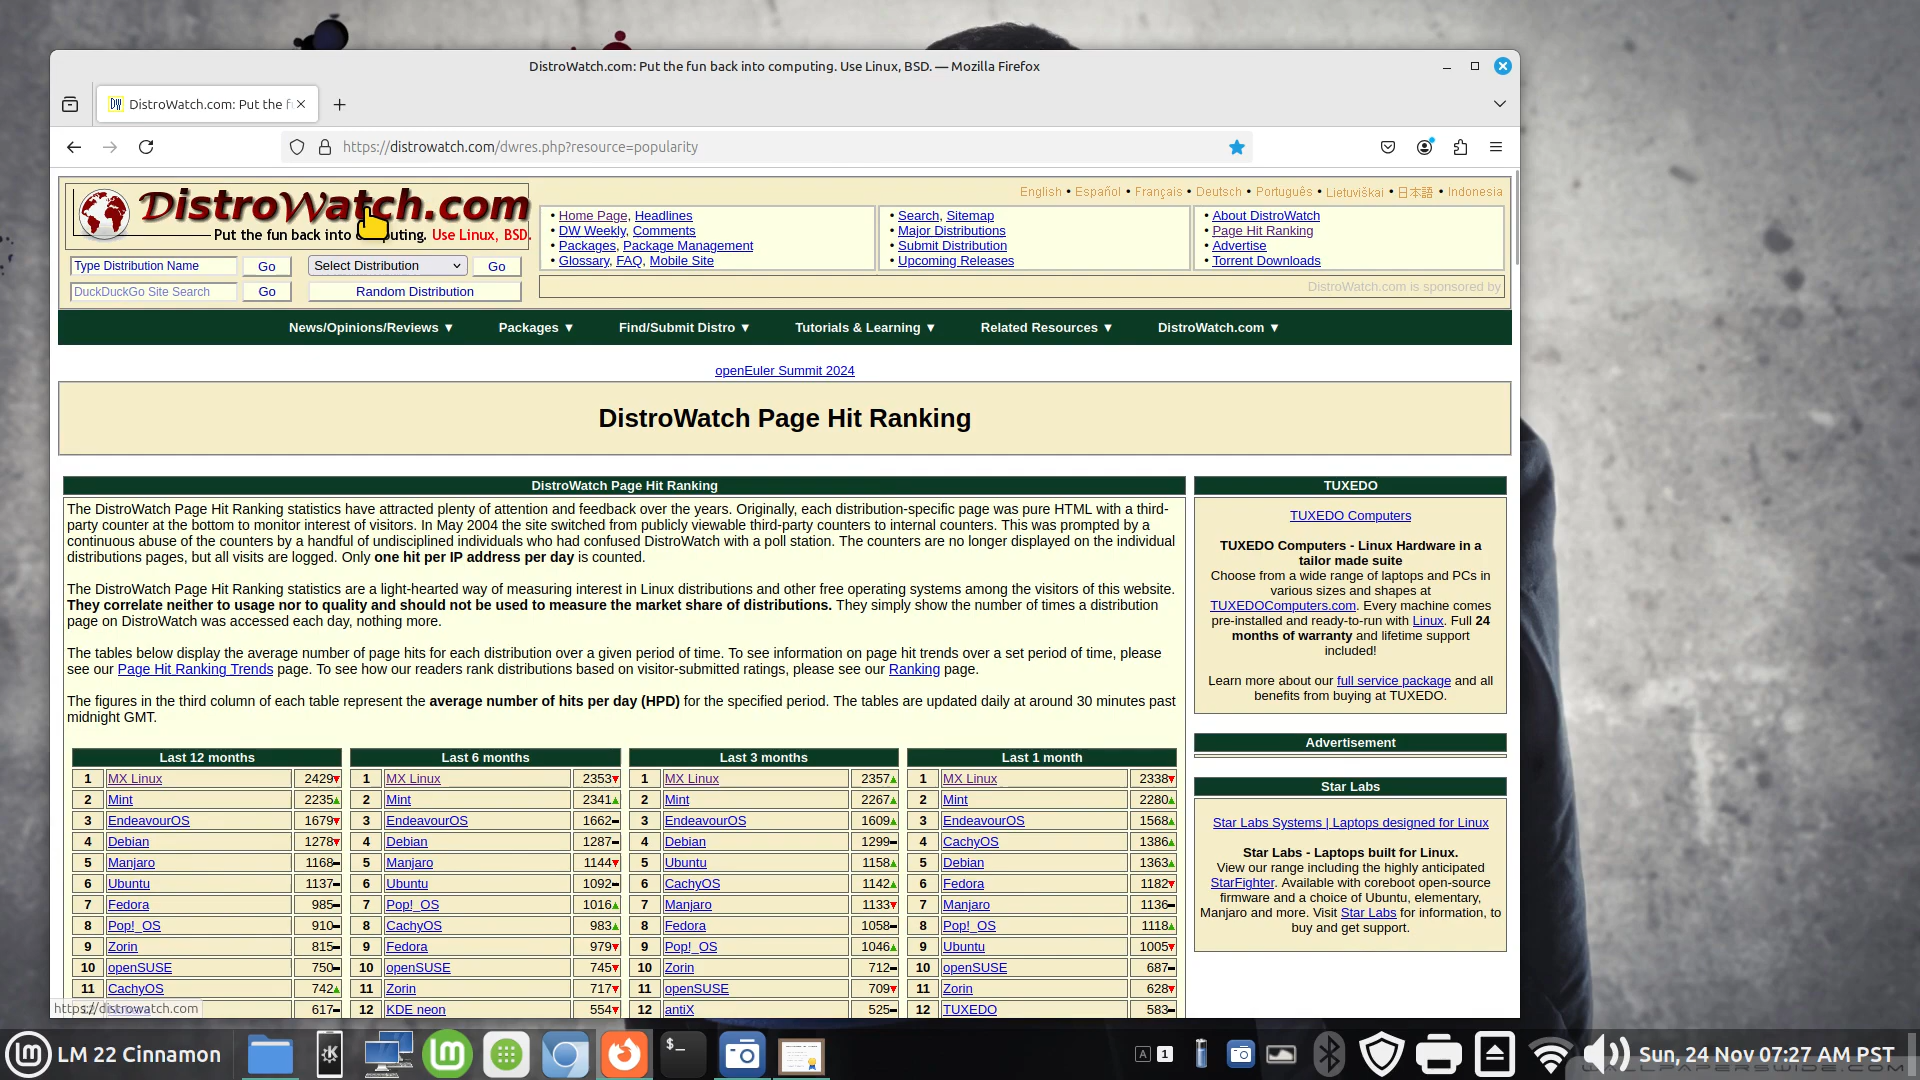 DistroWatch.com: Put the fun back into computing. Use Linux, BSD. — Mozilla Firefox
DistroWatch.com: Put the f
https://distrowatch.com/dwres.php?resource=popularity
DistroWatch.com
Put the fun back into computing. Use Linux, BSD.
English • Español • Français • Deutsch • Português • Lietuviškai • 日本語 • Indonesia
• Home Page, Headlines
• DW Weekly, Comments
• Packages, Package Management
• Glossary, FAQ, Mobile Site
• Search, Sitemap
• Major Distributions
• Submit Distribution
• Upcoming Releases
• About DistroWatch
• Page Hit Ranking
• Advertise
• Torrent Downloads
Type Distribution Name Go Select Distribution Go
DuckDuckGo Site Search Go Random Distribution
DistroWatch.com is sponsored by
News/Opinions/Reviews ▼ Packages ▼ Find/Submit Distro ▼ Tutorials & Learning ▼ Related Resources ▼ DistroWatch.com ▼
openEuler Summit 2024
DistroWatch Page Hit Ranking
DistroWatch Page Hit Ranking
The DistroWatch Page Hit Ranking statistics have attracted plenty of attention and feedback over the years. Originally, each distribution-specific page was pure HTML with a third-
party counter at the bottom to monitor interest of visitors. In May 2004 the site switched from publicly viewable third-party counters to internal counters. This was prompted by a
continuous abuse of the counters by a handful of undisciplined individuals who had confused DistroWatch with a poll station. The counters are no longer displayed on the individual
distributions pages, but all visits are logged. Only one hit per IP address per day is counted.
The DistroWatch Page Hit Ranking statistics are a light-hearted way of measuring interest in Linux distributions and other free operating systems among the visitors of this website.
They correlate neither to usage nor to quality and should not be used to measure the market share of distributions. They simply show the number of times a distribution
page on DistroWatch was accessed each day, nothing more.
The tables below display the average number of page hits for each distribution over a given period of time. To see information on page hit trends over a set period of time, please
see our Page Hit Ranking Trends page. To see how our readers rank distributions based on visitor-submitted ratings, please see our Ranking page.
The figures in the third column of each table represent the average number of hits per day (HPD) for the specified period. The tables are updated daily at around 30 minutes past
midnight GMT.
Last 12 months Last 6 months Last 3 months Last 1 month
1 MX Linux 2429 1 MX Linux 2353 1 MX Linux 2357 1 MX Linux 2338
2 Mint 2235 2 Mint 2341 2 Mint 2267 2 Mint 2280
3 EndeavourOS 1679 3 EndeavourOS 1662 3 EndeavourOS 1609 3 EndeavourOS 1568
4 Debian 1278 4 Debian 1287 4 Debian 1299 4 CachyOS 1386
5 Manjaro 1168 5 Manjaro 1144 5 Ubuntu 1158 5 Debian 1363
6 Ubuntu 1137 6 Ubuntu 1092 6 CachyOS 1142 6 Fedora 1182
7 Fedora 985 7 Pop!_OS 1016 7 Manjaro 1133 7 Manjaro 1136
8 Pop!_OS 910 8 CachyOS 983 8 Fedora 1058 8 Pop!_OS 1118
9 Zorin 815 9 Fedora 979 9 Pop!_OS 1046 9 Ubuntu 1005
10 openSUSE 750 10 openSUSE 745 10 Zorin 712 10 openSUSE 687
11 CachyOS 742 11 Zorin 717 11 openSUSE 709 11 Zorin 628
617 12 KDE neon 554 12 antiX 525 12 TUXEDO 583
https://distrowatch.com
TUXEDO
TUXEDO Computers
TUXEDO Computers - Linux Hardware in a
tailor made suite
Choose from a wide range of laptops and PCs in
various sizes and shapes at
TUXEDOComputers.com. Every machine comes
pre-installed and ready-to-run with Linux. Full 24
months of warranty and lifetime support
included!
Learn more about our full service package and all
benefits from buying at TUXEDO.
Advertisement
Star Labs
Star Labs Systems | Laptops designed for Linux
Star Labs - Laptops built for Linux.
View our range including the highly anticipated
StarFighter. Available with coreboot open-source
firmware and a choice of Ubuntu, elementary,
Manjaro and more. Visit Star Labs for information, to
buy and get support.
LM 22 Cinnamon
A 1
Sun, 24 Nov 07:27 AM PST
WALLPAPERSWIDE.COM